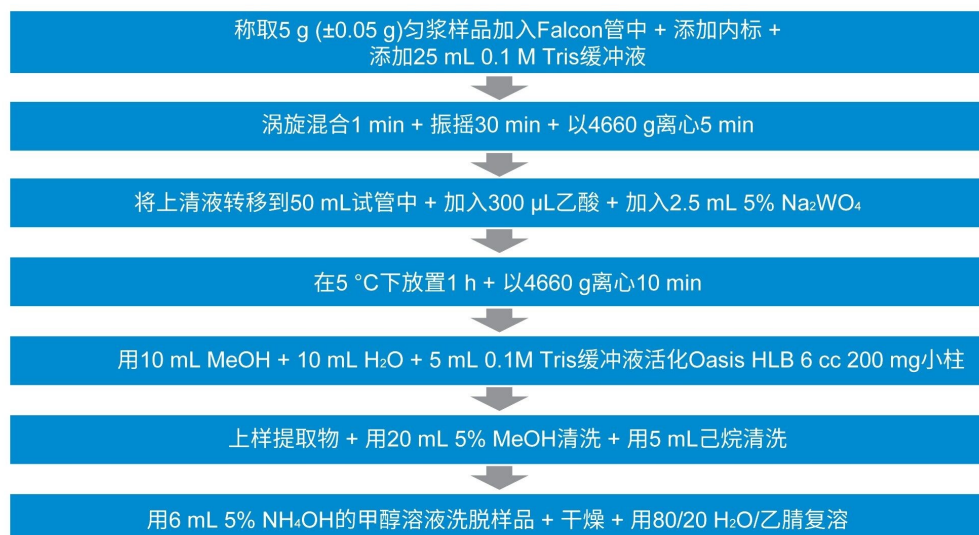 称取5 g (±0.05 g)匀浆样品加入Falcon管中 + 添加内标 +
添加25 mL 0.1 M Tris缓冲液
涡旋混合1 min + 振摇30 min + 以4660 g离心5 min
将上清液转移到50 mL试管中 + 加入300 µL乙酸 + 加入2.5 mL 5% Na₂WO₄
在5 °C下放置1 h + 以4660 g离心10 min
用10 mL MeOH + 10 mL H₂O + 5 mL 0.1M Tris缓冲液活化Oasis HLB 6 cc 200 mg小柱
上样提取物 + 用20 mL 5% MeOH清洗 + 用5 mL己烷清洗
用6 mL 5% NH₄OH的甲醇溶液洗脱样品 + 干燥 + 用80/20 H₂O/乙腈复溶